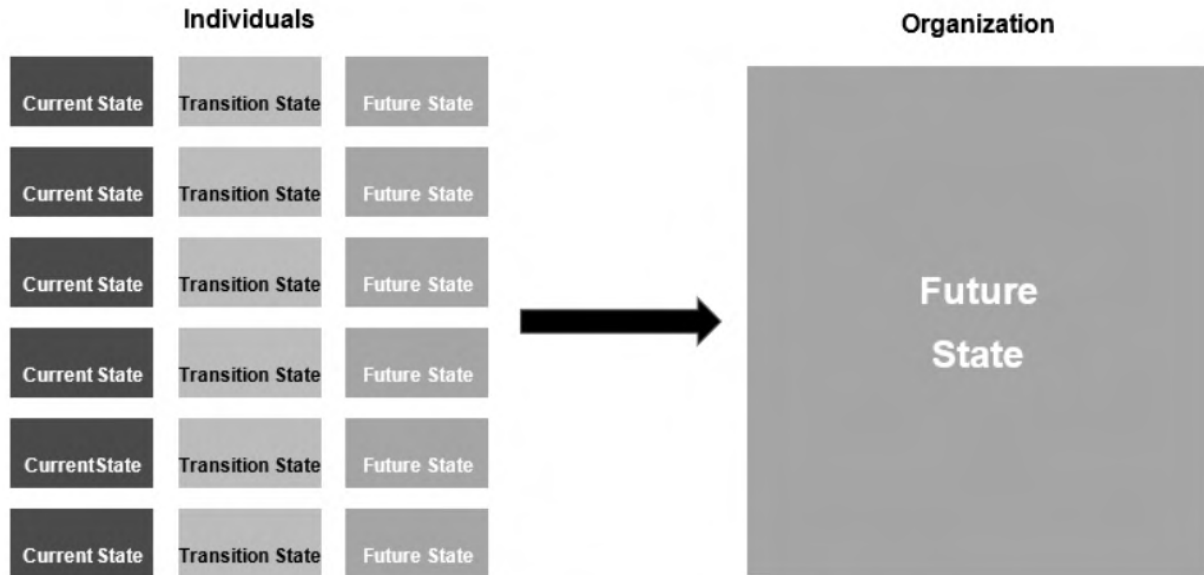 Individuals
Organization
Current State Transition State Future State
Current State Transition State Future State
Current State Transition State Future State
Current State Transition State Future State
CurrentState Transition State Future State
Current State Transition State Future State
Future
State